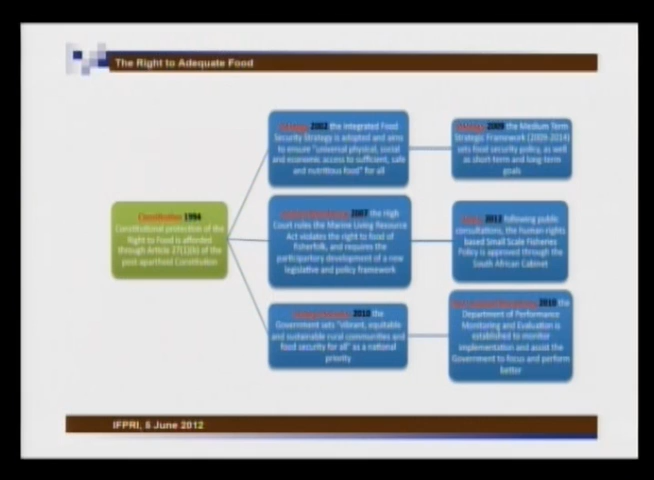 The Right to Adequate Food
Constitution 1994
Constitutional protection of the
Right to Food is afforded
through Article 27(1)(b) of the
post-apartheid Constitution
2002 the Integrated Food
Security Strategy is adopted and aims
to ensure "universal physical, social
and economic access to sufficient, safe
and nutritious food" for all
2009 the Medium Term
Strategic Framework (2009-2014)
sets food security policy, as well
as short-term and long-term
goals
2007 the High
Court rules the Marine Living Resource
Act violates the right to food of
fisherfolk, and requires the
participatory development of a new
legislative and policy framework
2012 following public
consultations, the human rights
based Small Scale Fisheries
Policy is approved through the
South African Cabinet
2010 the
Government sets "vibrant, equitable
and sustainable rural communities and
food security for all" as a national
priority
2010 the
Department of Performance
Monitoring and Evaluation is
established to monitor
implementation and assist the
Government to focus and perform
better
IFPRI, 5 June 2012